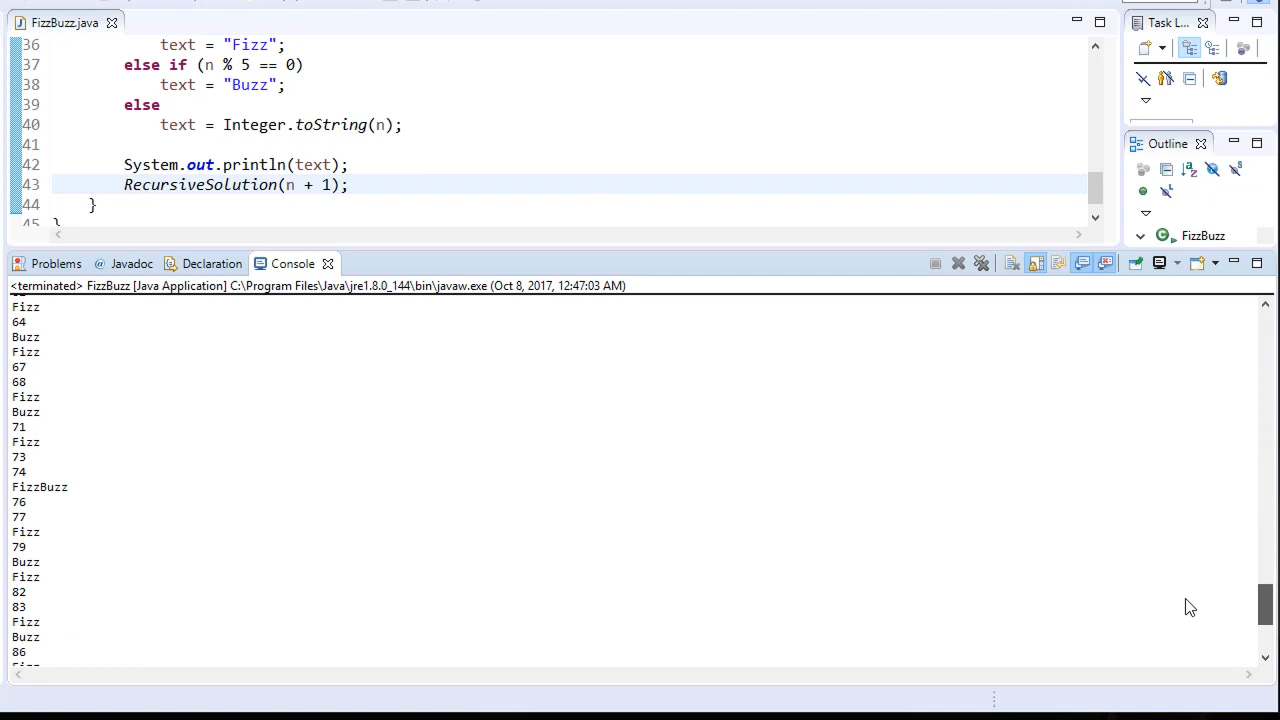 FizzBuzz.java
Task L...
36 text = "Fizz";
37 else if (n % 5 == 0)
38 text = "Buzz";
39 else
40 text = Integer.toString(n);
41
42 System.out.println(text);
43 RecursiveSolution(n + 1);
44 }
45 }
Outline
FizzBuzz
Problems @ Javadoc Declaration Console
<terminated> FizzBuzz [Java Application] C:\Program Files\Java\jre1.8.0_144\bin\javaw.exe (Oct 8, 2017, 12:47:03 AM)
Fizz
64
Buzz
Fizz
67
68
Fizz
Buzz
71
Fizz
73
74
FizzBuzz
76
77
Fizz
79
Buzz
Fizz
82
83
Fizz
Buzz
86